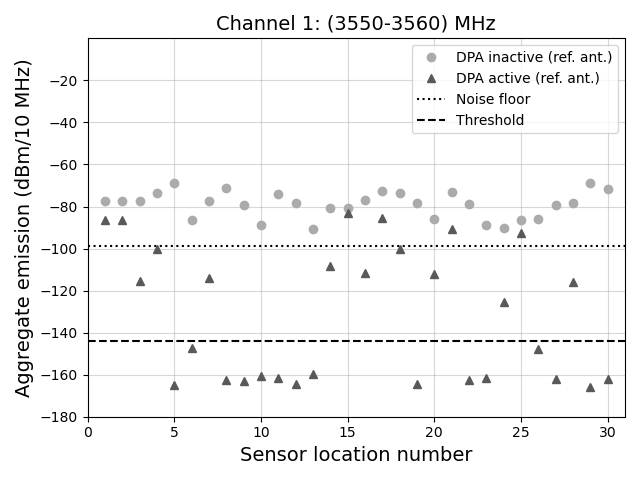 Channel 1: (3550-3560) MHz
DPA inactive (ref. ant.)
DPA active (ref. ant.)
Noise floor
Threshold
Aggregate emission (dBm/10 MHz)
−20
−40
−60
−80
−100
−120
−140
−160
−180
0 5 10 15 20 25 30
Sensor location number